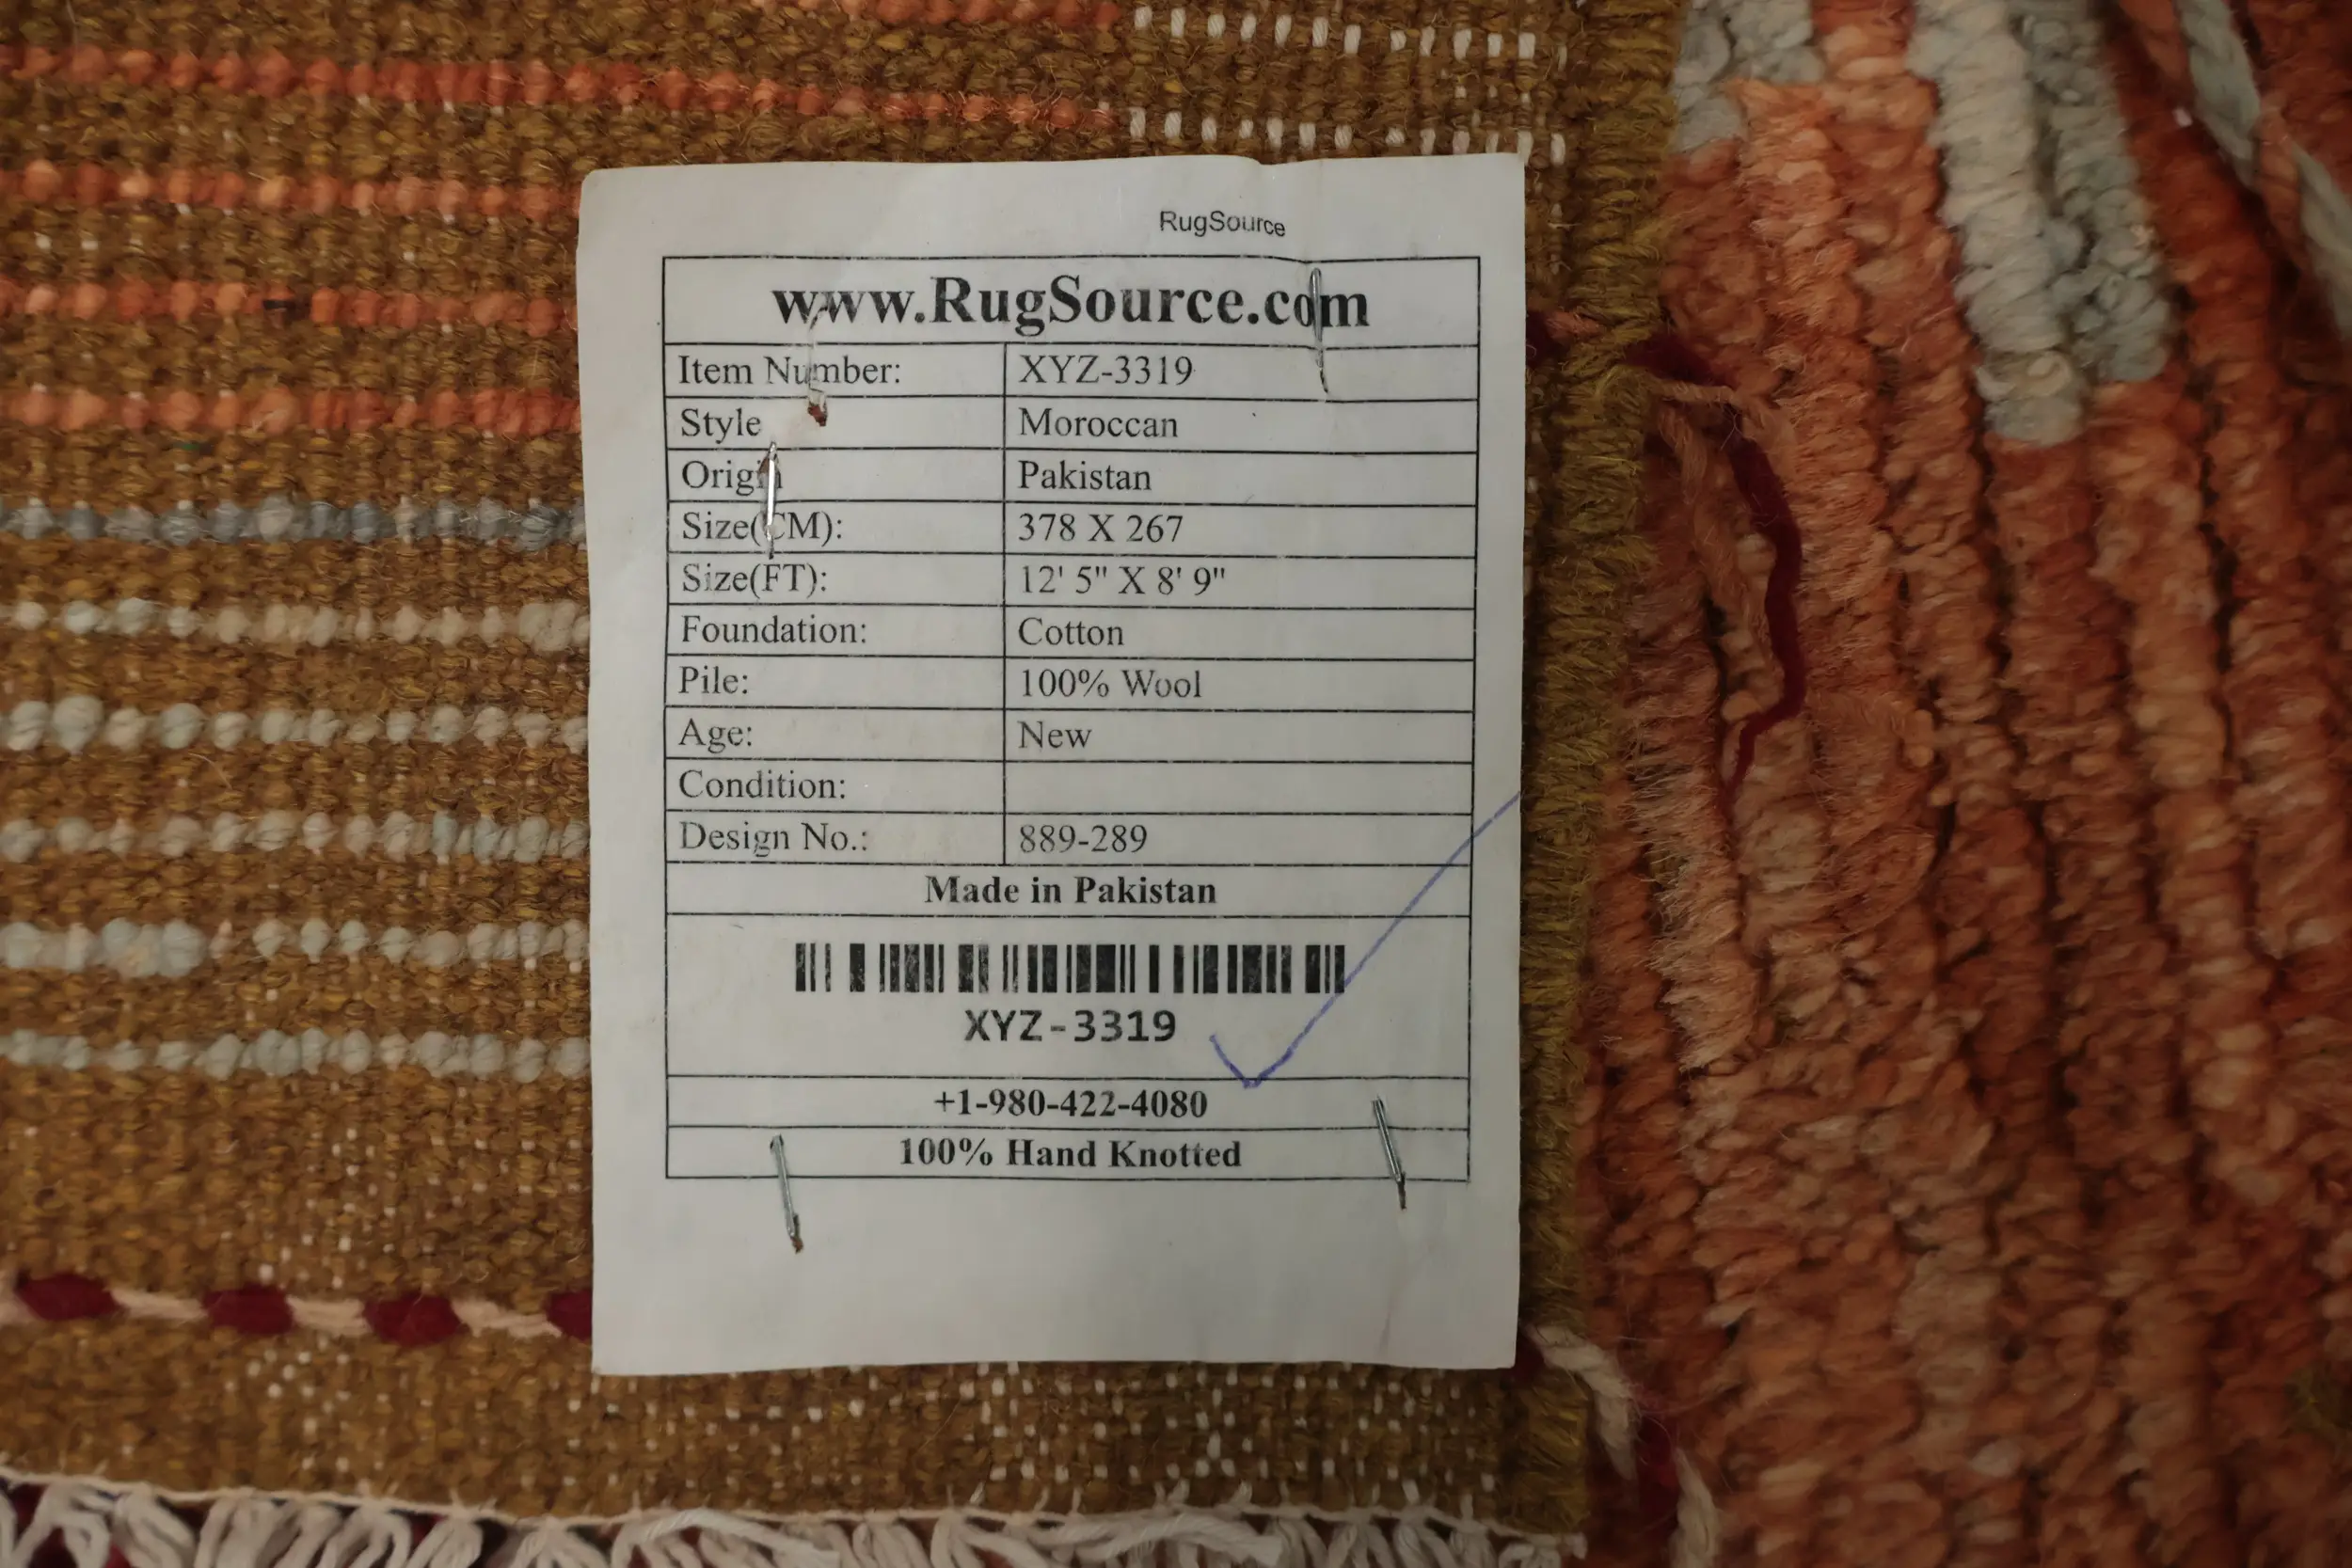 RugSource
www.RugSource.com
Item Number: XYZ-3319
Style Moroccan
Origin Pakistan
Size(CM): 378 X 267
Size(FT): 12' 5" X 8' 9"
Foundation: Cotton
Pile: 100% Wool
Age: New
Condition:
Design No.: 889-289
Made in Pakistan
XYZ-3319
+1-980-422-4080
100% Hand Knotted